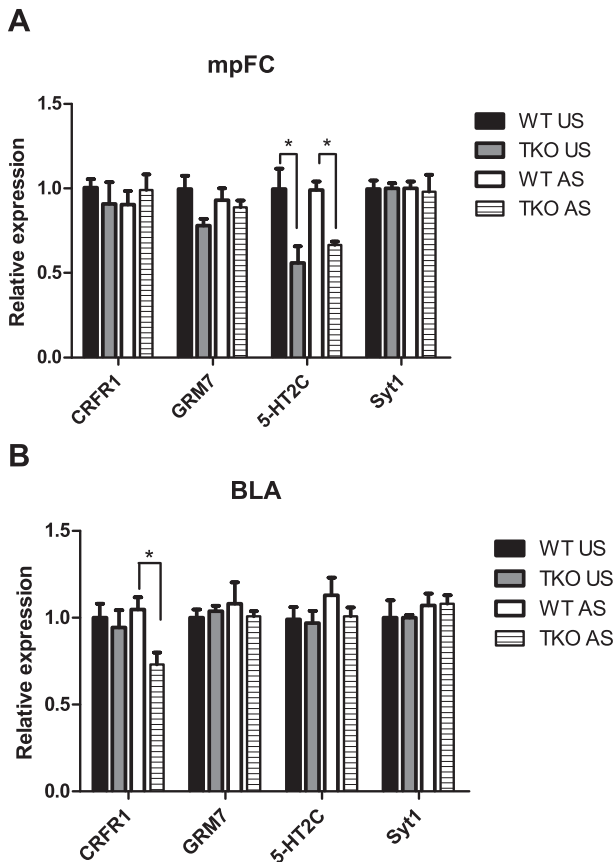 A
mpFC
1.5
1.0
0.5
0.0
Relative expression
* *
CRFR1 GRM7 5-HT2C Syt1
WT US
TKO US
WT AS
TKO AS
B
BLA
1.5
1.0
0.5
0.0
Relative expression
*
CRFR1 GRM7 5-HT2C Syt1
WT US
TKO US
WT AS
TKO AS